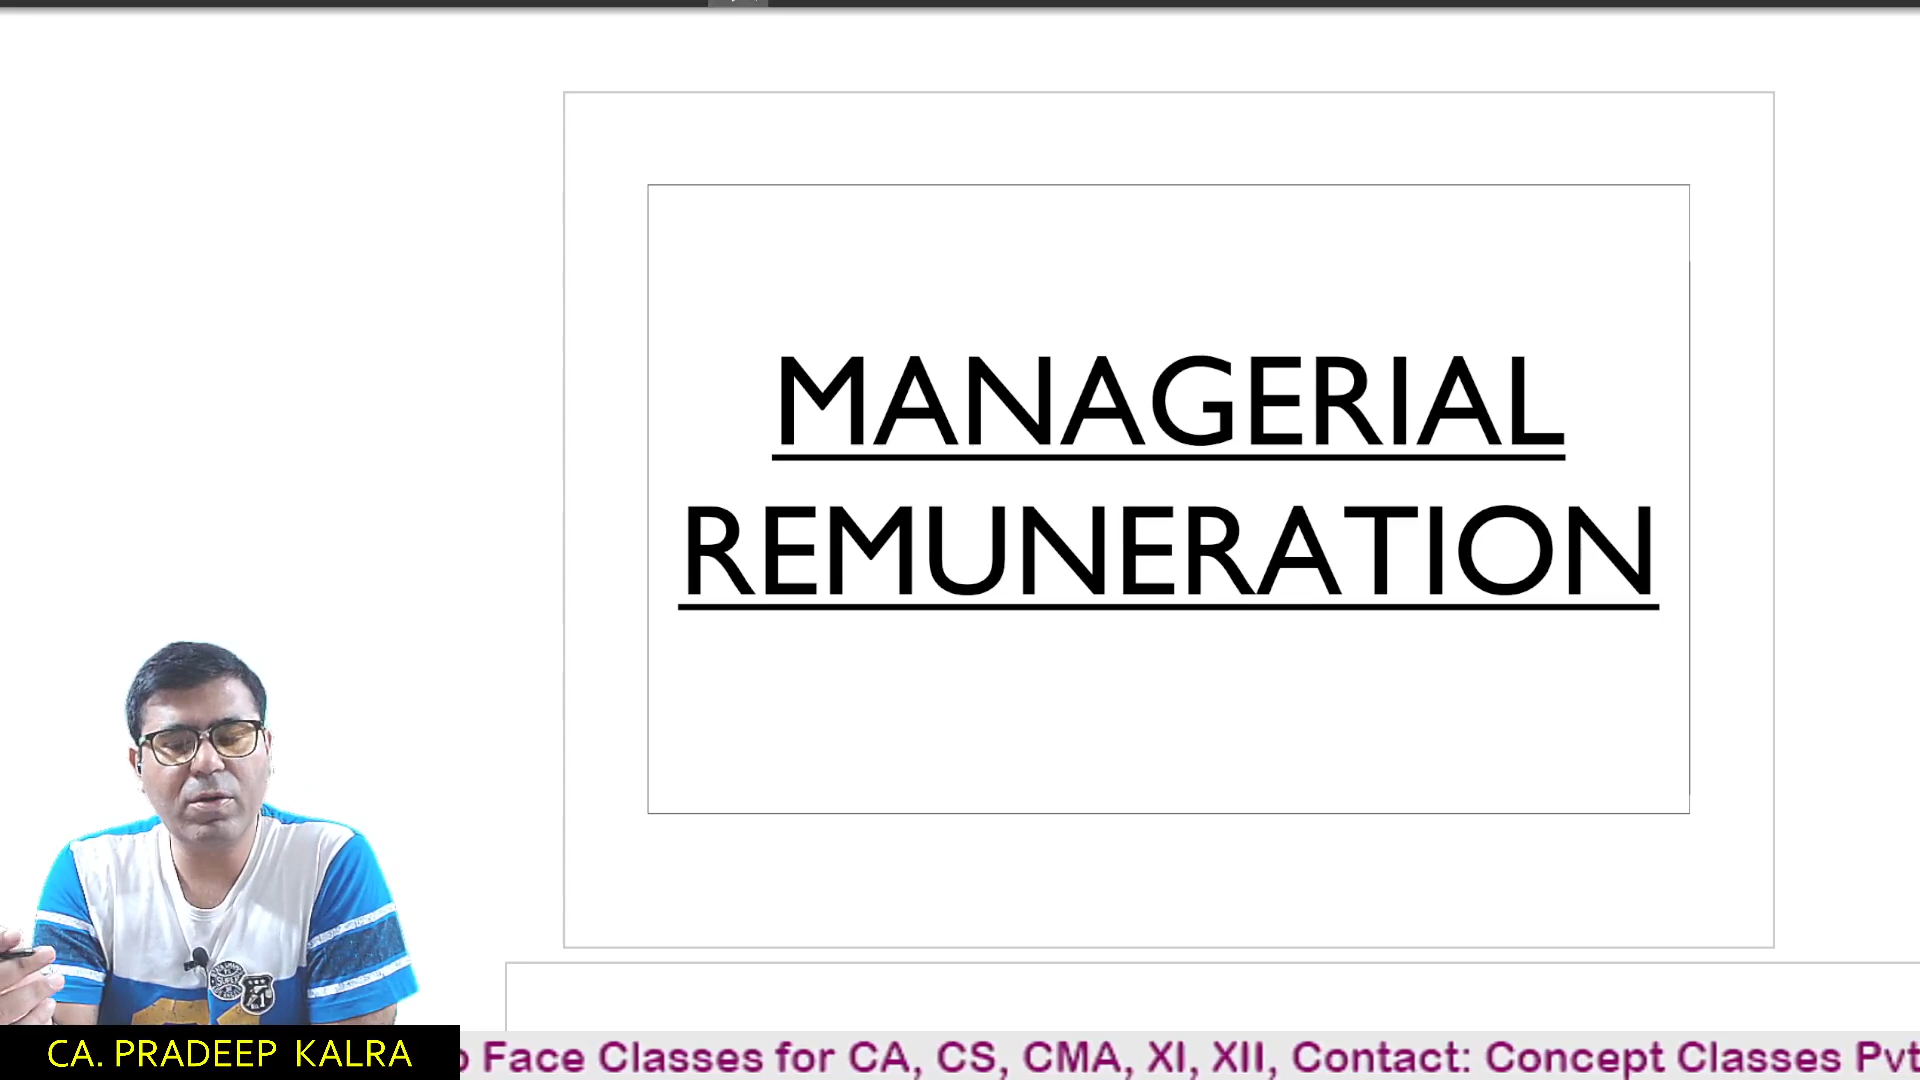 MANAGERIAL
REMUNERATION
CA. PRADEEP KALRA
Face Classes for CA, CS, CMA, XI, XII, Contact: Concept Classes Pvt